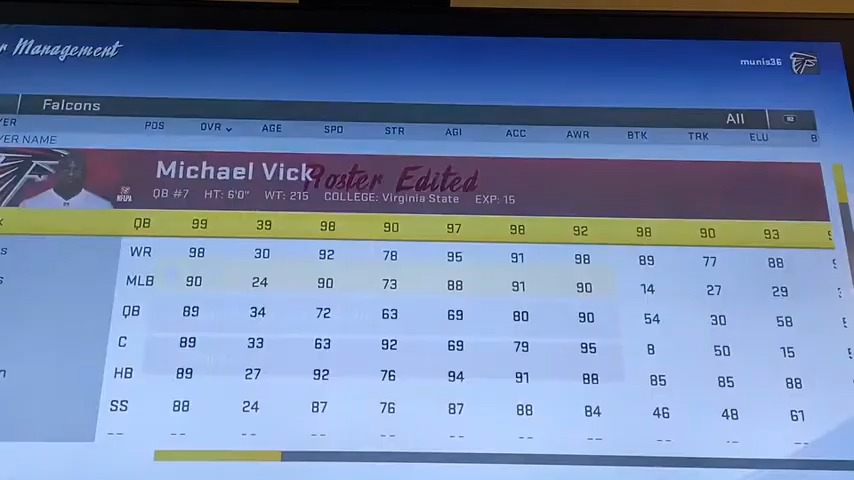 r Management
munis36
Falcons All R2
YER POS OVR AGE SPD STR AGI ACC AWR BTK TRK ELU B
YER NAME
Michael Vick Roster Edited
QB #7 HT: 6'0" WT: 215 COLLEGE: Virginia State EXP: 15
NFLPA
QB 99 39 98 90 97 98 92 98 90 93
s WR 98 30 92 78 95 91 98 89 77 88
s MLB 90 24 90 73 88 91 90 14 27 29
QB 89 34 72 63 69 80 90 54 30 58
C 89 33 63 92 69 79 95 8 50 15
n HB 89 27 92 76 94 91 88 85 85 88
SS 88 24 87 76 87 88 84 46 48 61
-- -- -- -- -- -- -- -- -- -- --